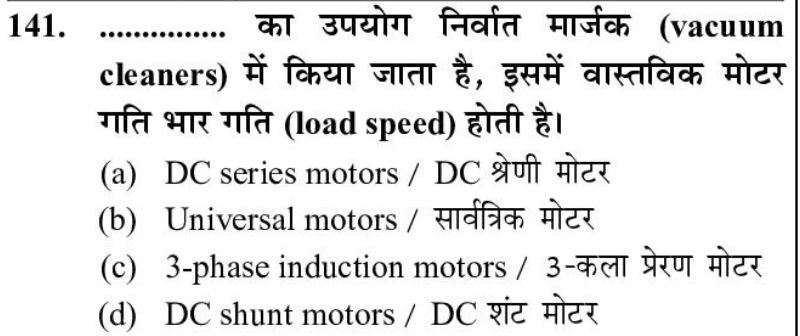 141. ............... का उपयोग निर्वात मार्जक (vacuum
cleaners) में किया जाता है, इसमें वास्तविक मोटर
गति भार गति (load speed) होती है।
(a) DC series motors / DC श्रेणी मोटर
(b) Universal motors / सार्वत्रिक मोटर
(c) 3-phase induction motors / 3-कला प्रेरण मोटर
(d) DC shunt motors / DC शंट मोटर